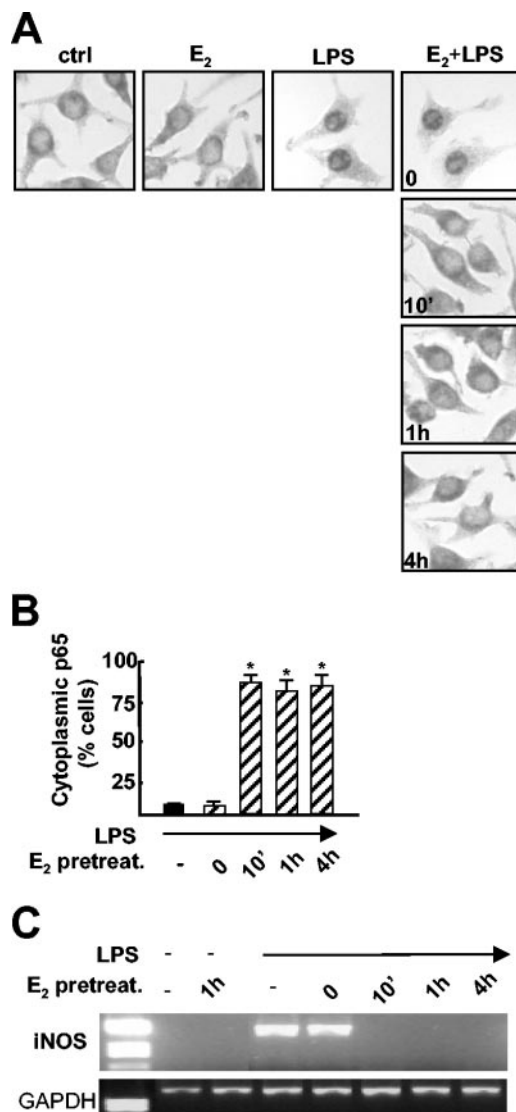 A
ctrl E₂ LPS E₂+LPS
0
10'
1h
4h
B
Cytoplasmic p65
(% cells)
100
75
50
25
* * *
LPS
E₂ pretreat. - 0 10' 1h 4h
C
LPS - -
E₂ pretreat. - 1h - 0 10' 1h 4h
iNOS
GAPDH